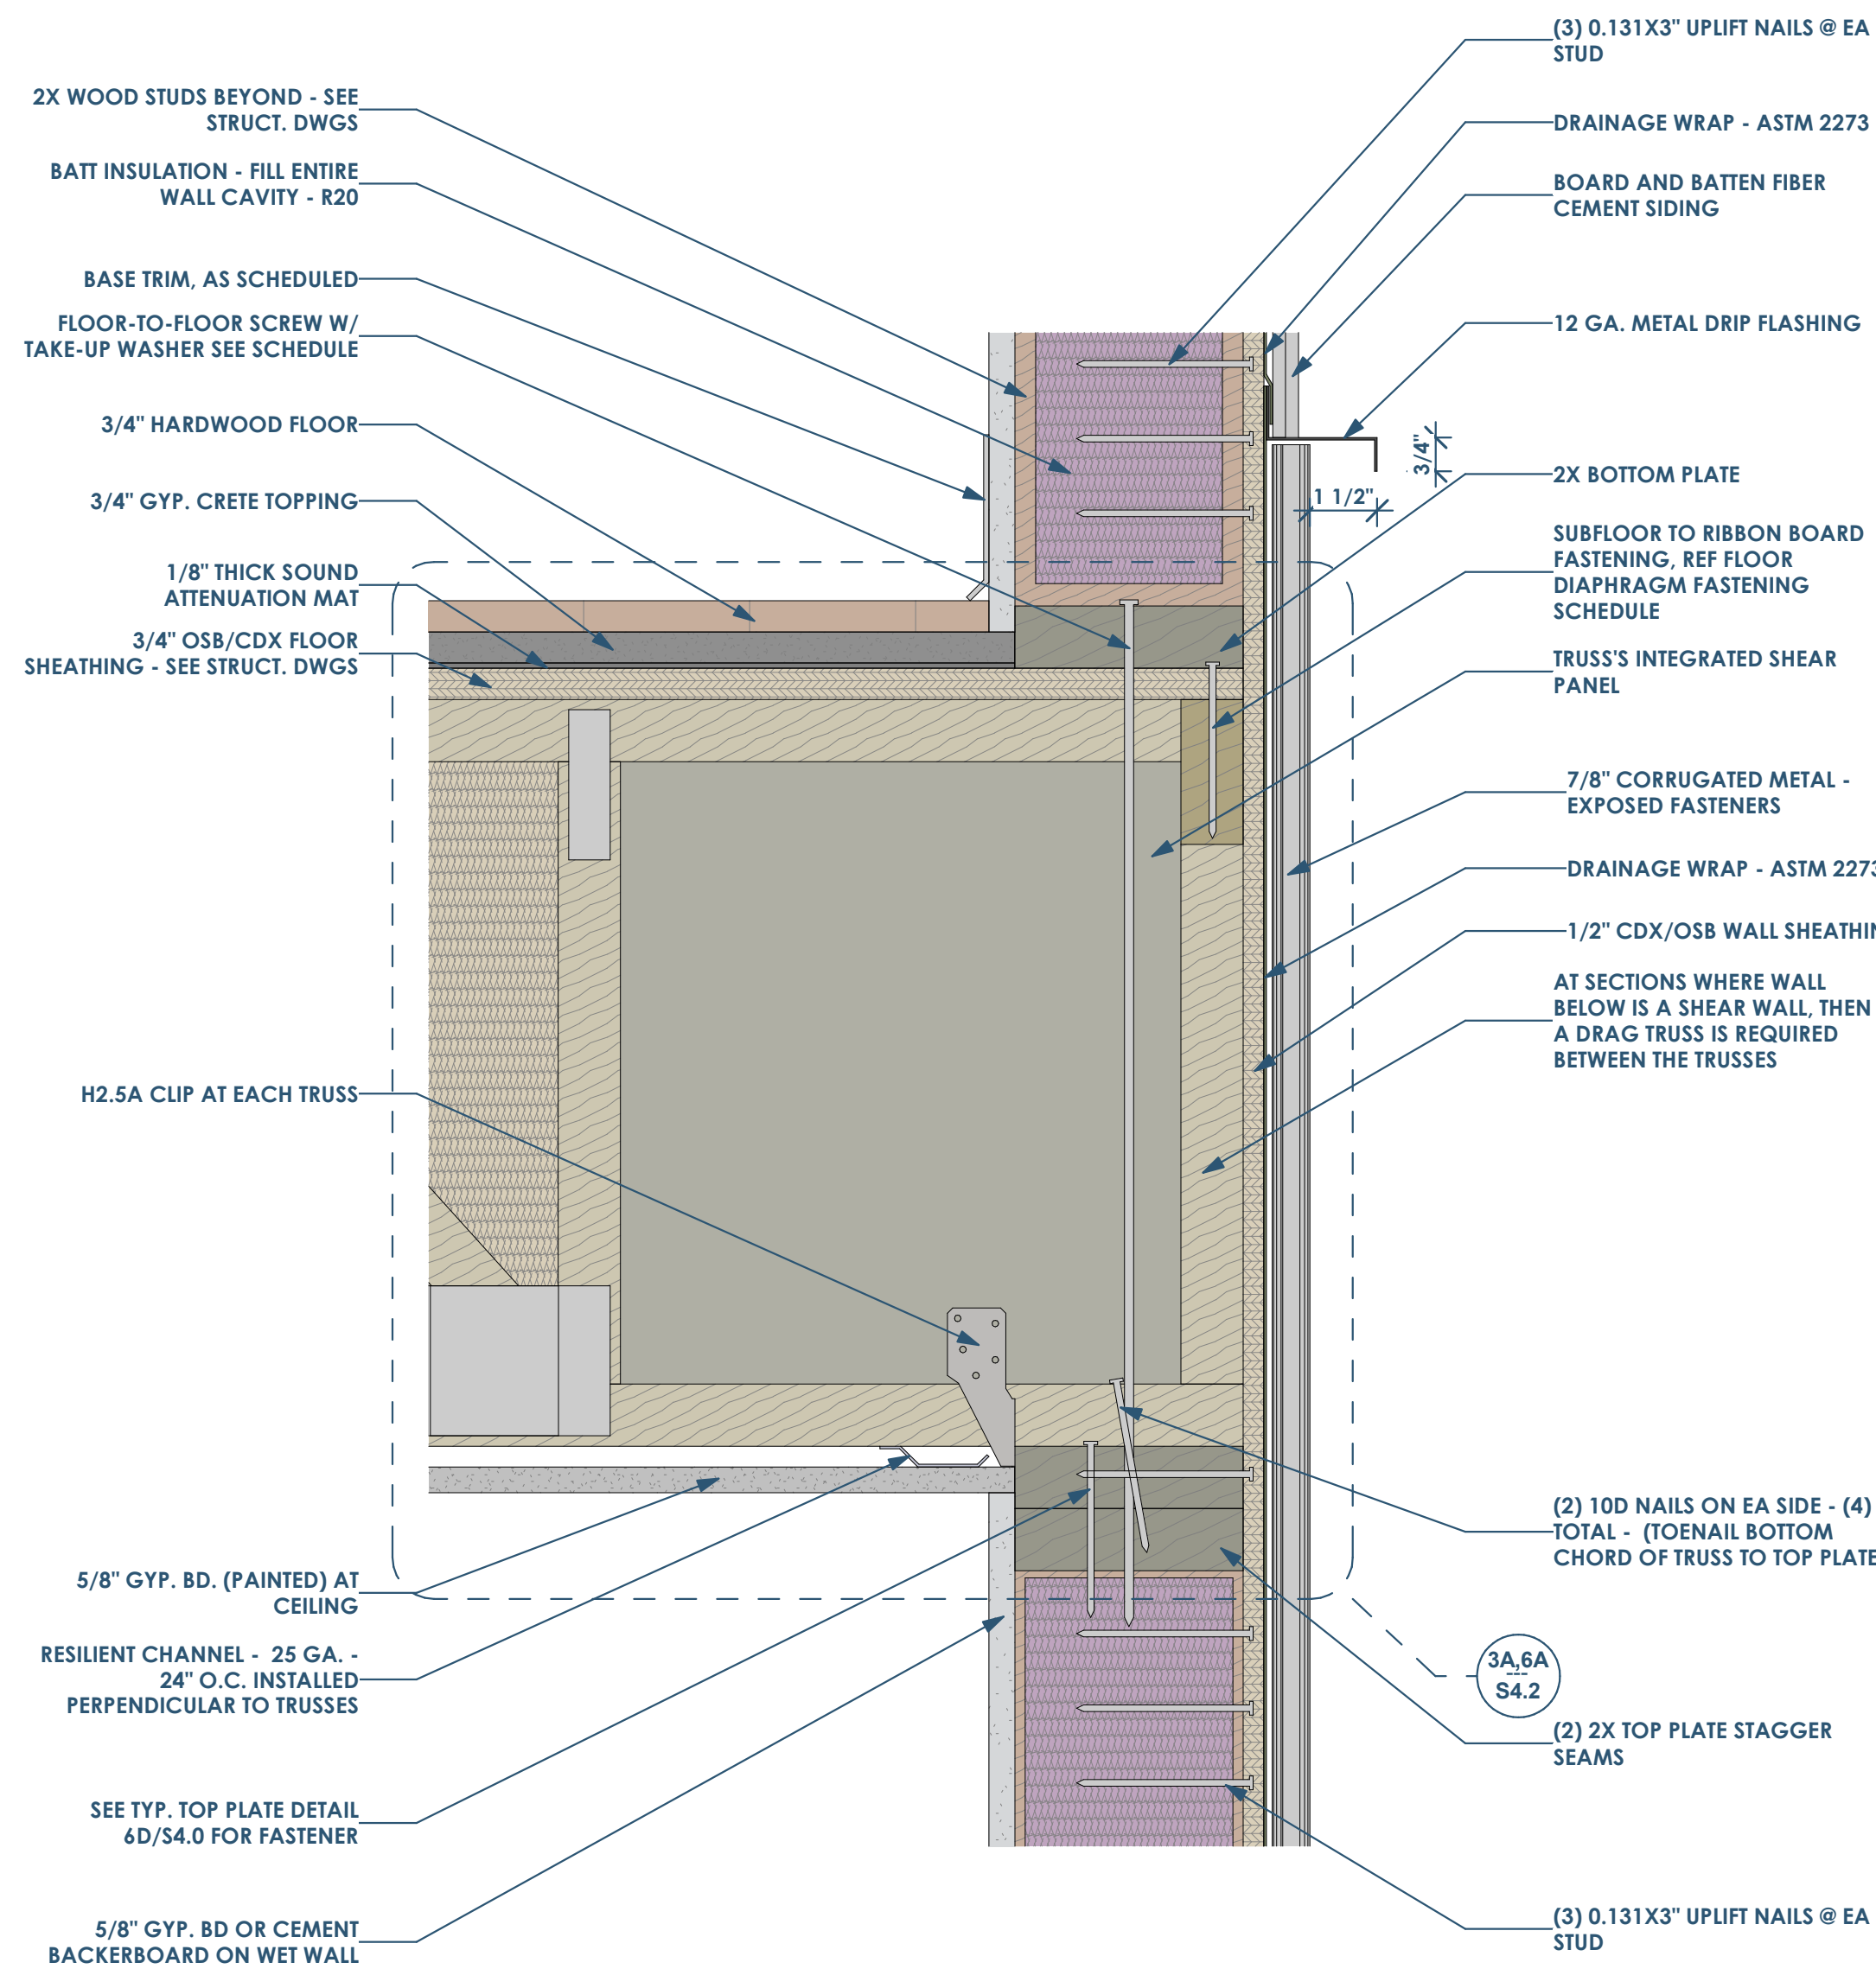 2X WOOD STUDS BEYOND - SEE
STRUCT. DWGS
BATT INSULATION - FILL ENTIRE
WALL CAVITY - R20
BASE TRIM, AS SCHEDULED
FLOOR-TO-FLOOR SCREW W/
TAKE-UP WASHER SEE SCHEDULE
3/4" HARDWOOD FLOOR
3/4" GYP. CRETE TOPPING
1/8" THICK SOUND
ATTENUATION MAT
3/4" OSB/CDX FLOOR
SHEATHING - SEE STRUCT. DWGS
H2.5A CLIP AT EACH TRUSS
5/8" GYP. BD. (PAINTED) AT
CEILING
RESILIENT CHANNEL - 25 GA. -
24" O.C. INSTALLED
PERPENDICULAR TO TRUSSES
SEE TYP. TOP PLATE DETAIL
6D/S4.0 FOR FASTENER
5/8" GYP. BD OR CEMENT
BACKERBOARD ON WET WALL
(3) 0.131X3" UPLIFT NAILS @ EA
STUD
DRAINAGE WRAP - ASTM 2273
BOARD AND BATTEN FIBER
CEMENT SIDING
12 GA. METAL DRIP FLASHING
3/4"
1 1/2"
2X BOTTOM PLATE
SUBFLOOR TO RIBBON BOARD
FASTENING, REF FLOOR
DIAPHRAGM FASTENING
SCHEDULE
TRUSS'S INTEGRATED SHEAR
PANEL
7/8" CORRUGATED METAL -
EXPOSED FASTENERS
DRAINAGE WRAP - ASTM 2273
1/2" CDX/OSB WALL SHEATHIN
AT SECTIONS WHERE WALL
BELOW IS A SHEAR WALL, THEN
A DRAG TRUSS IS REQUIRED
BETWEEN THE TRUSSES
(2) 10D NAILS ON EA SIDE - (4)
TOTAL - (TOENAIL BOTTOM
CHORD OF TRUSS TO TOP PLATE
3A,6A
---
S4.2
(2) 2X TOP PLATE STAGGER
SEAMS
(3) 0.131X3" UPLIFT NAILS @ EA
STUD